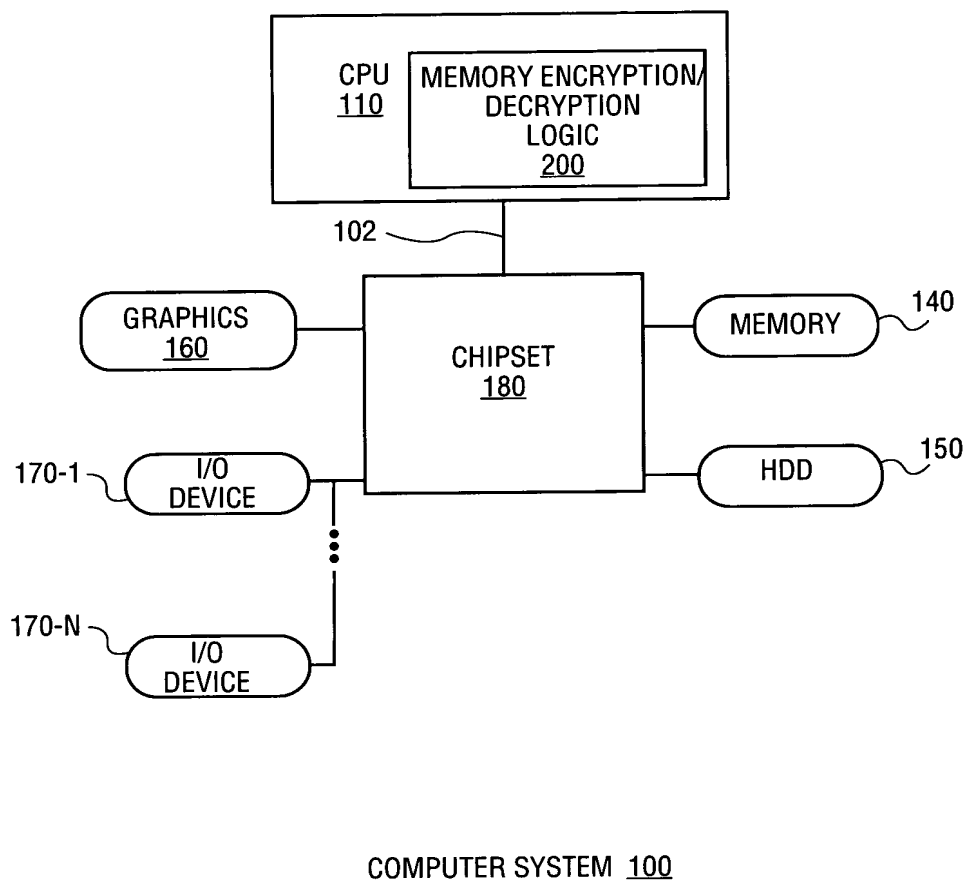 CPU
110
MEMORY ENCRYPTION/
DECRYPTION
LOGIC
200
102
GRAPHICS
160
CHIPSET
180
MEMORY
140
170-1
I/O
DEVICE
HDD
150
170-N
I/O
DEVICE
COMPUTER SYSTEM 100